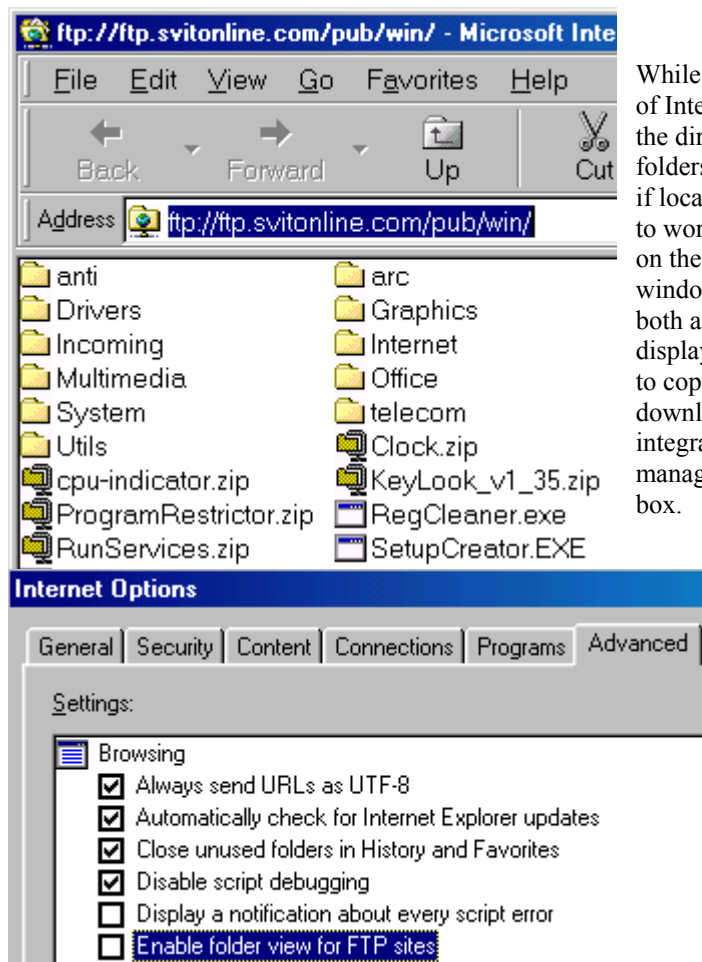 ftp://ftp.svitonline.com/pub/win/ - Microsoft Inte
File Edit View Go Favorites Help
Back Forward Up Cut
Address ftp://ftp.svitonline.com/pub/win/
anti arc
Drivers Graphics
Incoming Internet
Multimedia Office
System telecom
Utils Clock.zip
cpu-indicator.zip KeyLook_v1_35.zip
ProgramRestrictor.zip RegCleaner.exe
RunServices.zip SetupCreator.EXE
While
of Inte
the dir
folders
if loca
to wor
on the
windo
both a
display
to cop
downl
integra
manag
box.
Internet Options
General Security Content Connections Programs Advanced
Settings:
Browsing
Always send URLs as UTF-8
Automatically check for Internet Explorer updates
Close unused folders in History and Favorites
Disable script debugging
Display a notification about every script error
Enable folder view for FTP sites